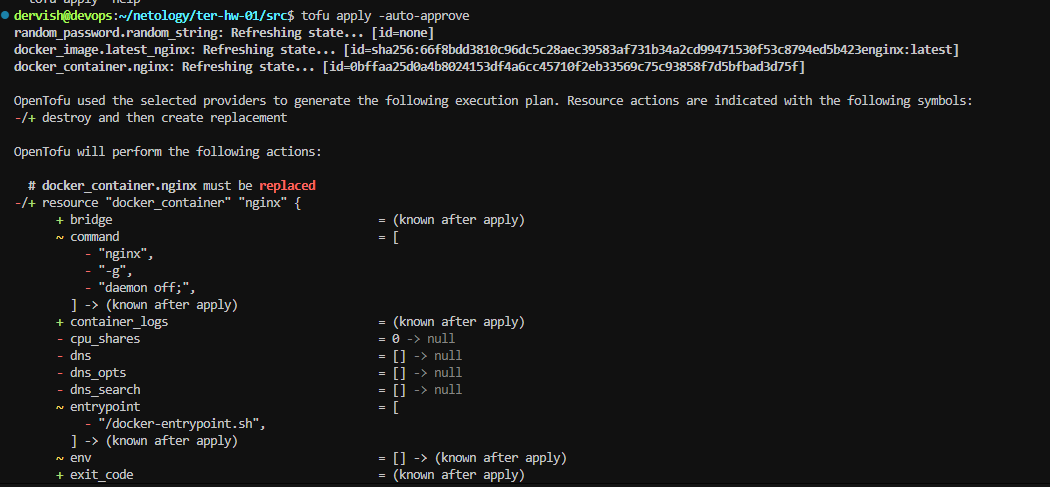 tofu apply -help
dervish@devops:~/netology/ter-hw-01/src$ tofu apply -auto-approve
random_password.random_string: Refreshing state... [id=none]
docker_image.latest_nginx: Refreshing state... [id=sha256:66f8bdd3810c96dc5c28aec39583af731b34a2cd99471530f53c8794ed5b423enginx:latest]
docker_container.nginx: Refreshing state... [id=0bffaa25d0a4b8024153df4a6cc45710f2eb33569c75c93858f7d5bfbad3d75f]
OpenTofu used the selected providers to generate the following execution plan. Resource actions are indicated with the following symbols:
-/+ destroy and then create replacement
OpenTofu will perform the following actions:
# docker_container.nginx must be replaced
-/+ resource "docker_container" "nginx" {
+ bridge = (known after apply)
~ command = [
- "nginx",
- "-g",
- "daemon off;",
] -> (known after apply)
+ container_logs = (known after apply)
- cpu_shares = 0 -> null
- dns = [] -> null
- dns_opts = [] -> null
- dns_search = [] -> null
~ entrypoint = [
- "/docker-entrypoint.sh",
] -> (known after apply)
~ env = [] -> (known after apply)
+ exit_code = (known after apply)